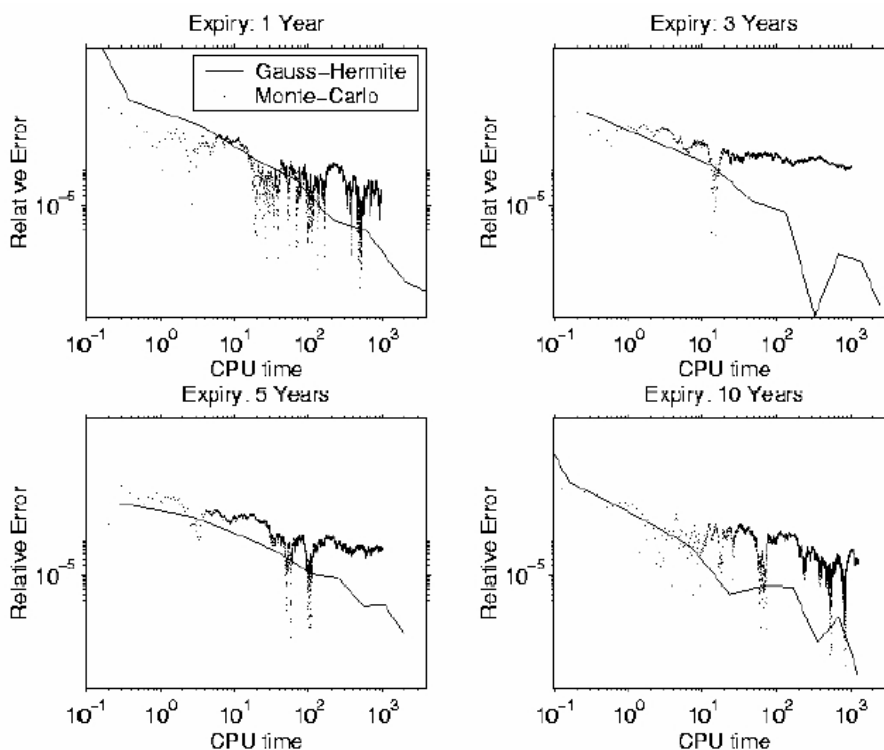 Expiry: 1 Year
Relative Error
10^-5
Gauss-Hermite
Monte-Carlo
10^-1 10^0 10^1 10^2 10^3
CPU time
Expiry: 3 Years
Relative Error
10^-5
10^-1 10^0 10^1 10^2 10^3
CPU time
Expiry: 5 Years
Relative Error
10^-5
10^-1 10^0 10^1 10^2 10^3
CPU time
Expiry: 10 Years
Relative Error
10^-5
10^-1 10^0 10^1 10^2 10^3
CPU time